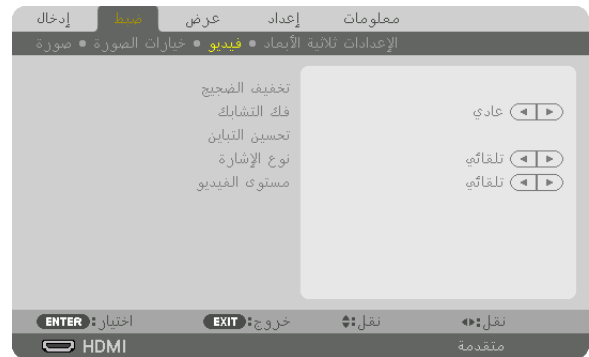 إدخال ضبط عرض إعداد معلومات
صورة • خيارات الصورة • فيديو • الإعدادات ثلاثية الأبعاد
تخفيف الضجيج
فك التشابك عادي
تحسين التباين
نوع الإشارة تلقائي
مستوى الفيديو تلقائي
ENTER: اختيار EXIT: خروج نقل: نقل:
HDMI متقدمة